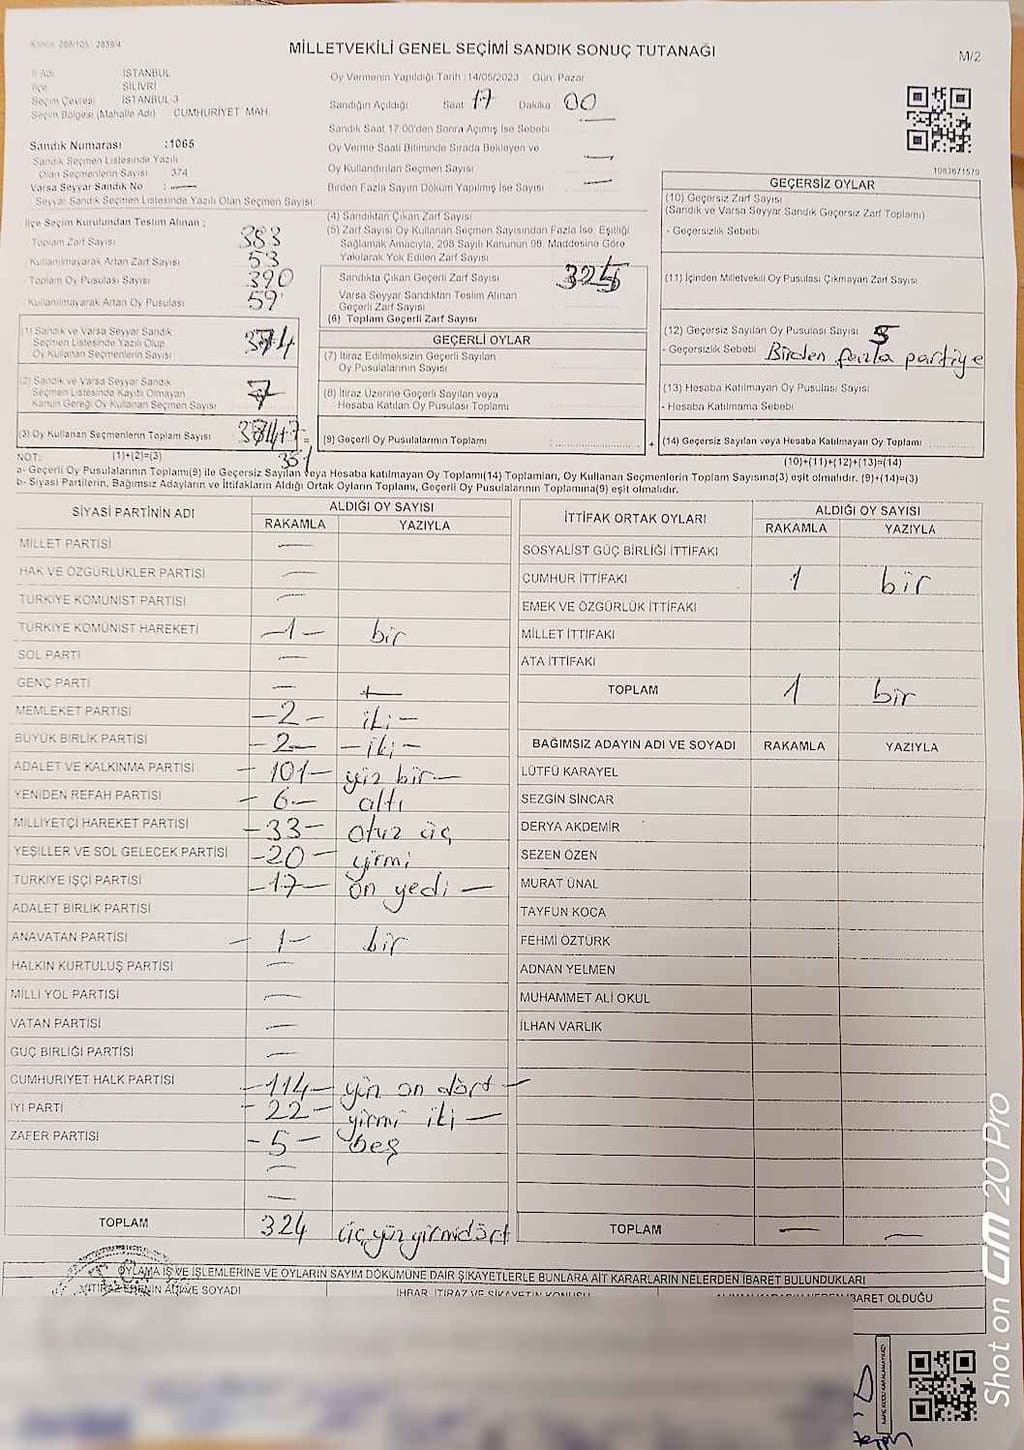 Kanun: 298/105 - 2839/4
MİLLETVEKİLİ GENEL SEÇİMİ SANDIK SONUÇ TUTANAĞI
M/2
İl Adı : İSTANBUL
İlçe : SİLİVRİ
Seçim Çevresi : İSTANBUL-3
Seçim Bölgesi (Mahalle Adı) CUMHURİYET MAH.
Sandık Numarası :1065
Sandık Seçmen Listesinde Yazılı
Olan Seçmenlerin Sayısı 374
Varsa Seyyar Sandık No : —
Seyyar Sandık Seçmen Listesinde Yazılı Olan Seçmen Sayısı:
Oy Vermenin Yapıldığı Tarih :14/05/2023 Gün: Pazar
Sandığın Açıldığı Saat 17 Dakika 00
Sandık Saat 17:00'den Sonra Açılmış İse Sebebi
Oy Verme Saati Bitiminde Sırada Bekleyen ve
Oy Kullandırılan Seçmen Sayısı —
Birden Fazla Sayım Döküm Yapılmış İse Sayısı —
1083671579
İlçe Seçim Kurulundan Teslim Alınan ;
Toplam Zarf Sayısı 383
Kullanılmayarak Artan Zarf Sayısı 53
Toplam Oy Pusulası Sayısı 390
Kullanılmayarak Artan Oy Pusulası 59
(1) Sandık ve Varsa Seyyar Sandık
Seçmen Listesinde Yazılı Olup
Oy Kullanan Seçmenlerin Sayısı
(2) Sandık ve Varsa Seyyar Sandık
Seçmen Listesinde Kayıtlı Olmayan
Kanun Gereği Oy Kullanan Seçmen Sayısı 7
(3) Oy Kullanan Seçmenlerin Toplam Sayısı
(4) Sandıktan Çıkan Zarf Sayısı
(5) Zarf Sayısı Oy Kullanan Seçmen Sayısından Fazla İse, Eşitliği
Sağlamak Amacıyla, 298 Sayılı Kanunun 98. Maddesine Göre
Yakılarak Yok Edilen Zarf Sayısı
Sandıkta Çıkan Geçerli Zarf Sayısı
Varsa Seyyar Sandıktan Teslim Alınan
Geçerli Zarf Sayısı
(6) Toplam Geçerli Zarf Sayısı
GEÇERLİ OYLAR
(7) İtiraz Edilmeksizin Geçerli Sayılan
Oy Pusulalarının Sayısı
(8) İtiraz Üzerine Geçerli Sayılan veya
Hesaba Katılan Oy Pusulası Toplamı
= (9) Geçerli Oy Pusulalarının Toplamı
GEÇERSİZ OYLAR
(10) Geçersiz Zarf Sayısı
(Sandık ve Varsa Seyyar Sandık Geçersiz Zarf Toplamı)
- Geçersizlik Sebebi
(11) İçinden Milletvekili Oy Pusulası Çıkmayan Zarf Sayısı
(12) Geçersiz Sayılan Oy Pusulası Sayısı 5
- Geçersizlik Sebebi Birden fazla partiye
(13) Hesaba Katılmayan Oy Pusulası Sayısı
- Hesaba Katılmama Sebebi
+ (14) Geçersiz Sayılan veya Hesaba Katılmayan Oy Toplamı
NOT: (1)+(2)=(3)
(10)+(11)+(12)+(13)=(14)
a- Geçerli Oy Pusulalarının Toplamı(9) ile Geçersiz Sayılan veya Hesaba katılmayan Oy Toplamı(14) Toplamları, Oy Kullanan Seçmenlerin Toplam Sayısına(3) eşit olmalıdır. (9)+(14)=(3)
b- Siyasi Partilerin, Bağımsız Adayların ve İttifakların Aldığı Ortak Oyların Toplamı, Geçerli Oy Pusulalarının Toplamına(9) eşit olmalıdır.
SİYASİ PARTİNİN ADI ALDIĞI OY SAYISI
RAKAMLA YAZIYLA
MİLLET PARTİSİ —
HAK VE ÖZGÜRLÜKLER PARTİSİ —
TÜRKİYE KOMÜNİST PARTİSİ —
TÜRKİYE KOMÜNİST HAREKETİ —1— bir
SOL PARTİ —
GENÇ PARTİ — —
MEMLEKET PARTİSİ —2— iki—
BÜYÜK BİRLİK PARTİSİ —2— —iki—
ADALET VE KALKINMA PARTİSİ —101— yüz bir—
YENİDEN REFAH PARTİSİ —6— altı
MİLLİYETÇİ HAREKET PARTİSİ —33— otuz üç
YEŞİLLER VE SOL GELECEK PARTİSİ —20— yirmi
TÜRKİYE İŞÇİ PARTİSİ —17— on yedi—
ADALET BİRLİK PARTİSİ
ANAVATAN PARTİSİ —1— bir
HALKIN KURTULUŞ PARTİSİ —
MİLLİ YOL PARTİSİ —
VATAN PARTİSİ —
GÜÇ BİRLİĞİ PARTİSİ —
CUMHURİYET HALK PARTİSİ —114— yüz on dört—
İYİ PARTİ —22— yirmi iki—
ZAFER PARTİSİ —5— beş
—
—
TOPLAM 324 üçyüzyirmidört
İTTİFAK ORTAK OYLARI ALDIĞI OY SAYISI
RAKAMLA YAZIYLA
SOSYALİST GÜÇ BİRLİĞİ İTTİFAKI
CUMHUR İTTİFAKI 1 bir
EMEK VE ÖZGÜRLÜK İTTİFAKI
MİLLET İTTİFAKI
ATA İTTİFAKI
TOPLAM 1 bir
BAĞIMSIZ ADAYIN ADI VE SOYADI RAKAMLA YAZIYLA
LÜTFÜ KARAYEL
SEZGİN SİNCAR
DERYA AKDEMİR
SEZEN ÖZEN
MURAT ÜNAL
TAYFUN KOCA
FEHMİ ÖZTÜRK
ADNAN YELMEN
MUHAMMET ALİ OKUL
İLHAN VARLIK
TOPLAM — —
OYLAMA İŞ VE İŞLEMLERİNE VE OYLARIN SAYIM DÖKÜMÜNE DAİR ŞİKAYETLERLE BUNLARA AİT KARARLARIN NELERDEN İBARET BULUNDUKLARI
İTİRAZ EDENİN ADI VE SOYADI İHBAR, İTİRAZ VE ŞİKAYETİN KONUSU İBARET OLDUĞU
Shot on GM 20 Pro